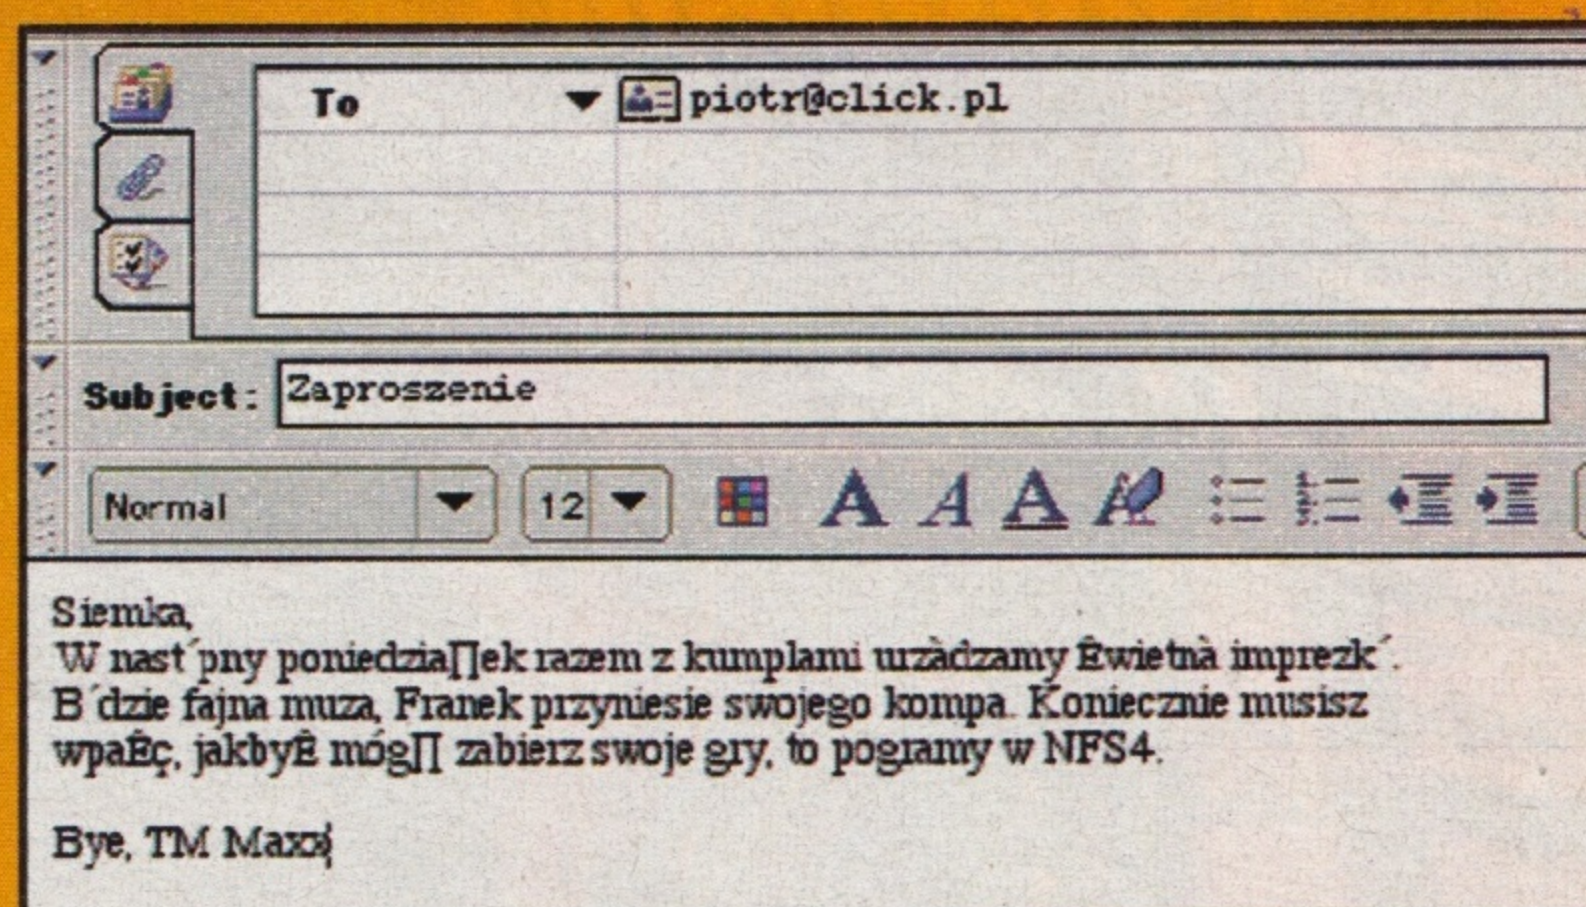 To piotr@click.pl
Subject: Zaproszenie
Normal 12
Siemka,
W nast´pny poniedzia∏ek razem z kumplami urzàdzamy Êwietnà imprezk´.
B´dzie fajna muza, Franek przyniesie swojego kompa. Koniecznie musisz
wpaÊç, jakbyÊ móg∏ zabierz swoje gry, to pogramy w NFS4.
Bye, TM Maxx